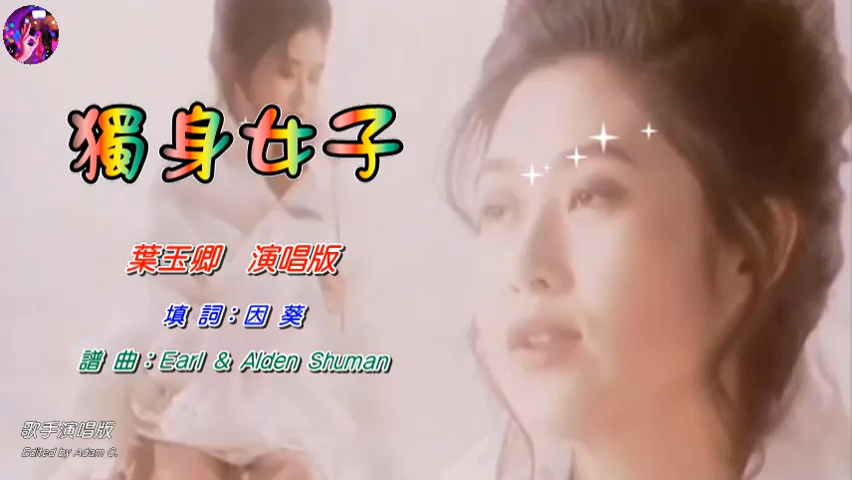 獨身女子
葉玉卿 演唱版
填 詞：因 葵
譜 曲：Earl & Alden Shuman
歌手演唱版
Edited by Adam C.